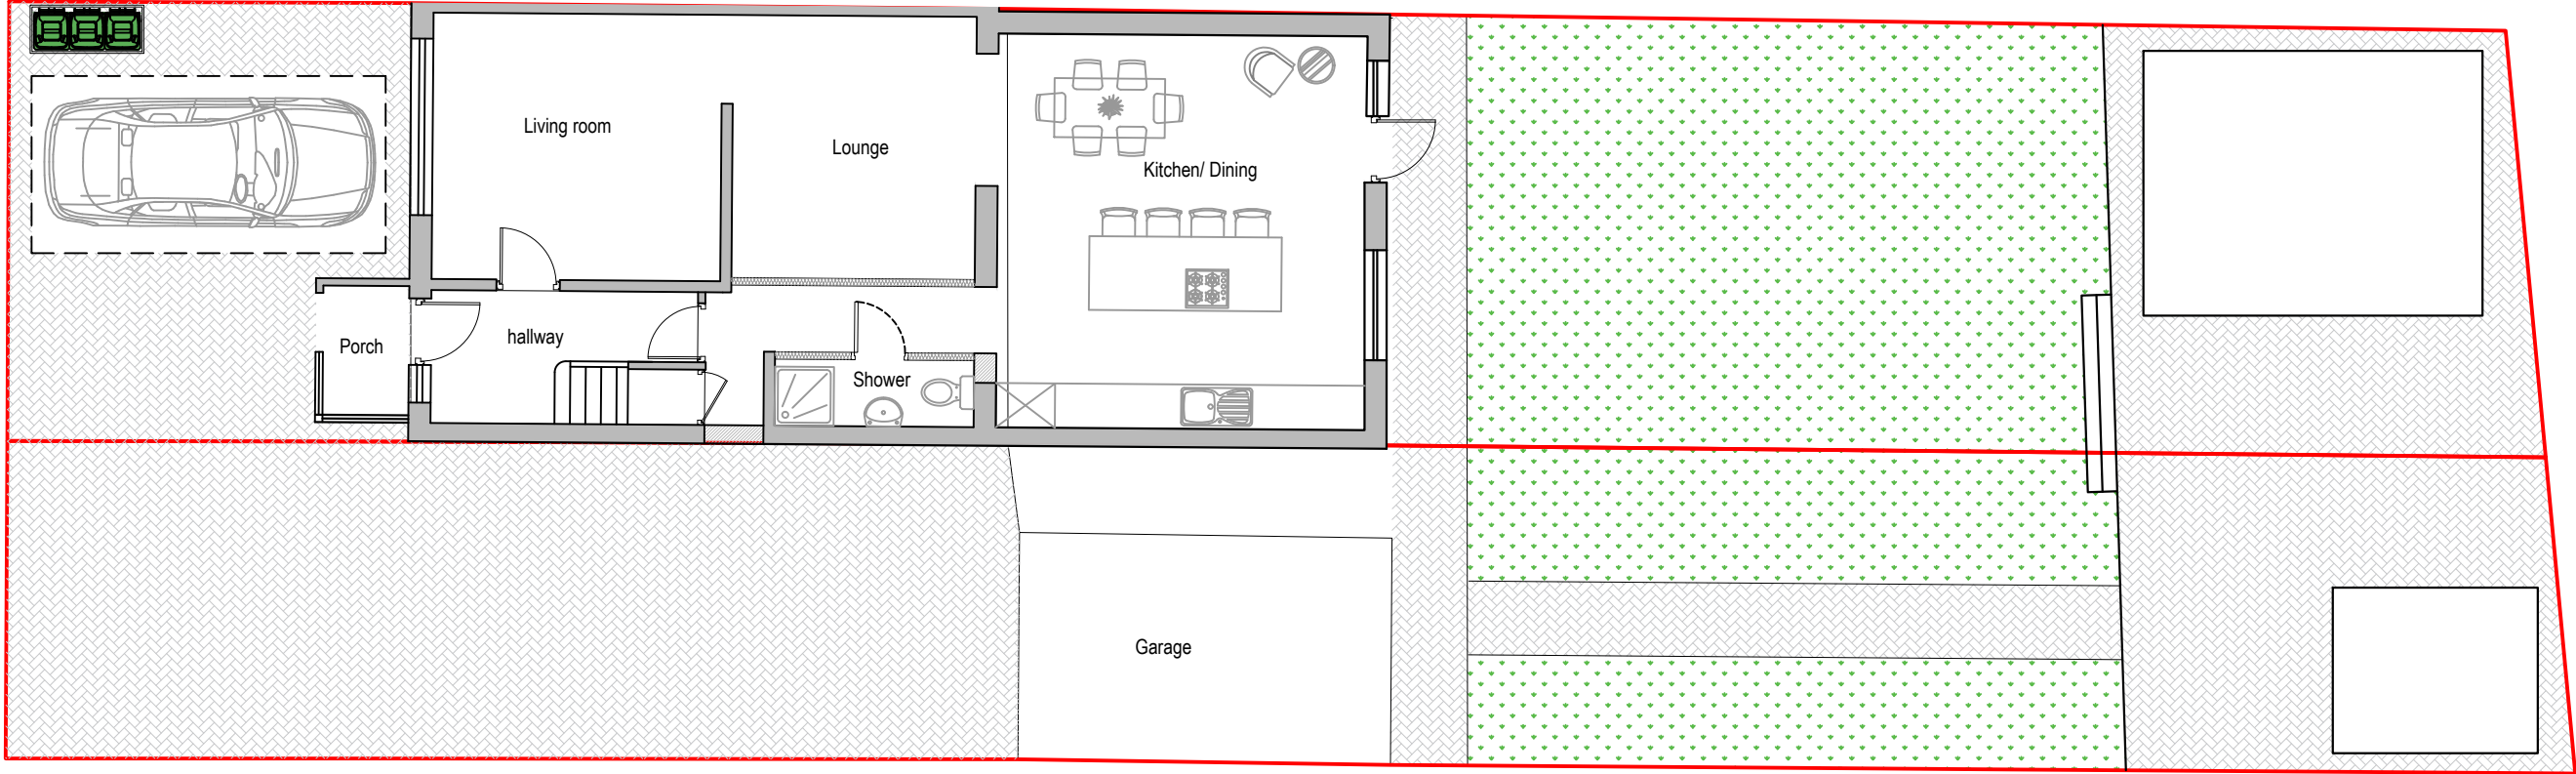 Living room
Lounge
Kitchen/ Dining
Porch
hallway
Shower
Garage